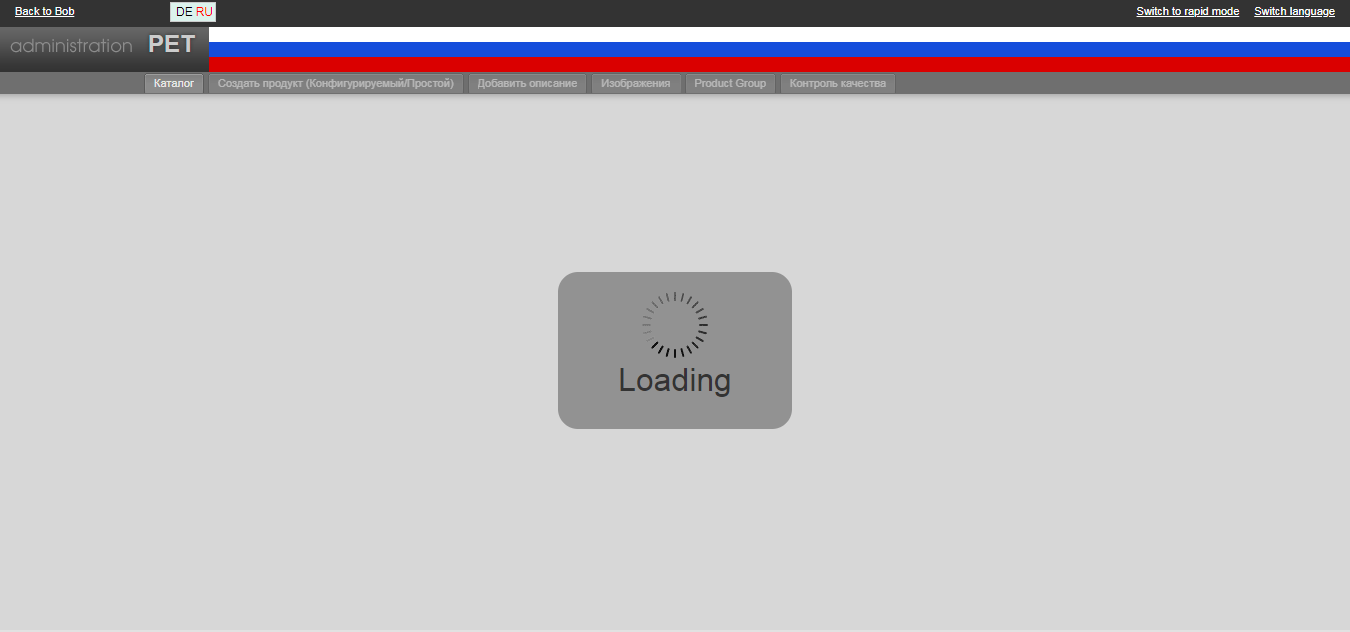 Back to Bob
DE RU
Switch to rapid mode
Switch language
administration PET
Каталог
Создать продукт (Конфигурируемый/Простой)
Добавить описание
Изображения
Product Group
Контроль качества
Loading